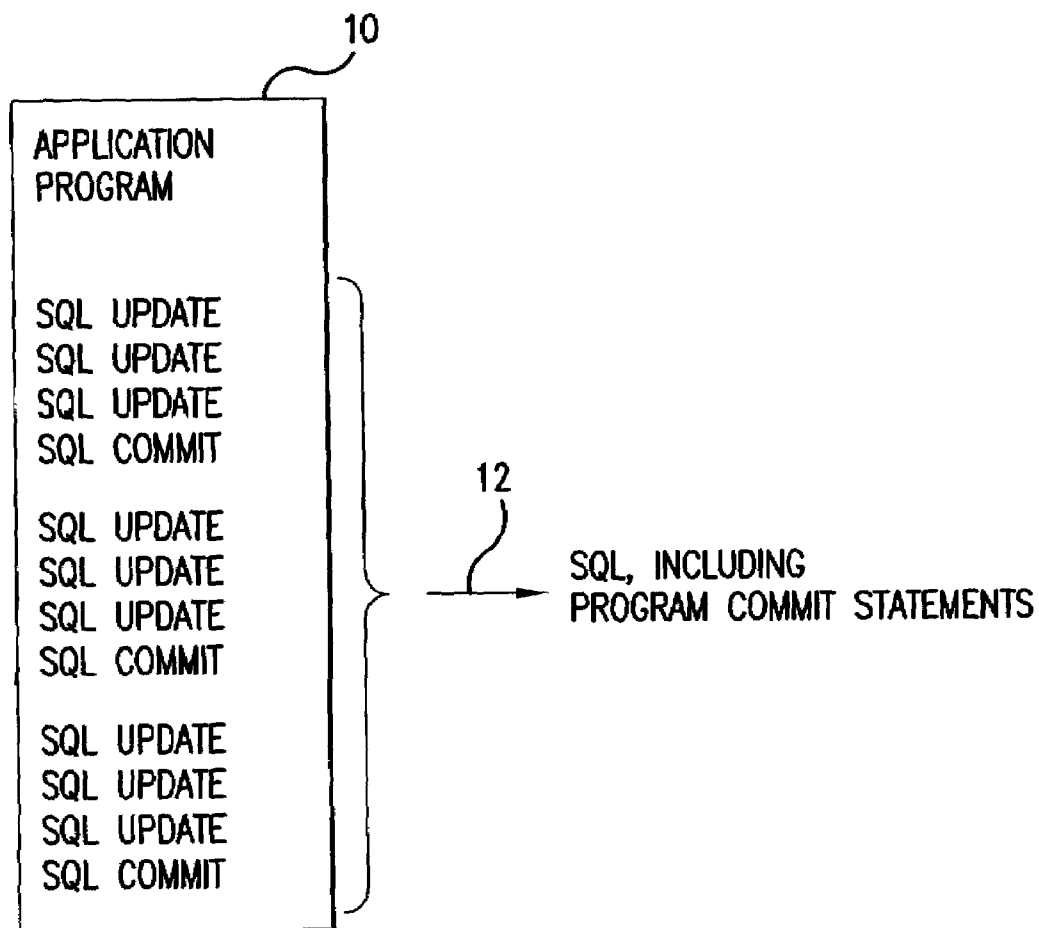 10
APPLICATION
PROGRAM
SQL UPDATE
SQL UPDATE
SQL UPDATE
SQL COMMIT
SQL UPDATE
SQL UPDATE
SQL UPDATE
SQL COMMIT
SQL UPDATE
SQL UPDATE
SQL UPDATE
SQL COMMIT
12
SQL, INCLUDING
PROGRAM COMMIT STATEMENTS